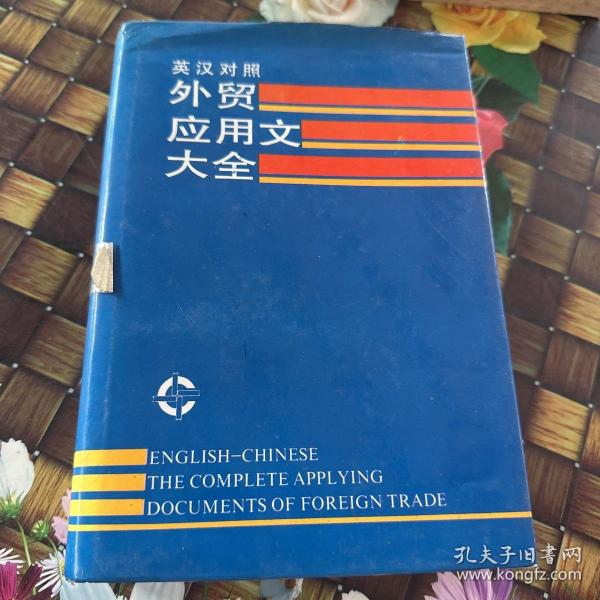 英汉对照
外贸
应用文
大全
ENGLISH-CHINESE
THE COMPLETE APPLYING
DOCUMENTS OF FOREIGN TRADE
孔夫子旧书网
www.kongfz.com